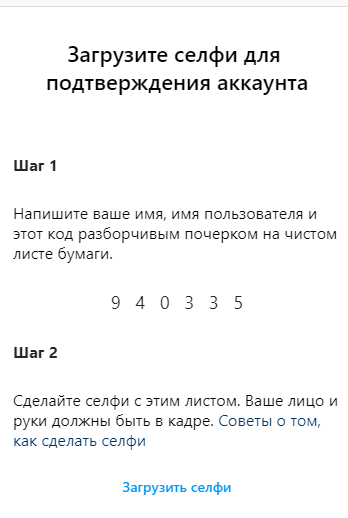 Загрузите селфи для
подтверждения аккаунта
Шаг 1
Напишите ваше имя, имя пользователя и
этот код разборчивым почерком на чистом
листе бумаги.
9 4 0 3 3 5
Шаг 2
Сделайте селфи с этим листом. Ваше лицо и
руки должны быть в кадре. Советы о том,
как сделать селфи
Загрузить селфи